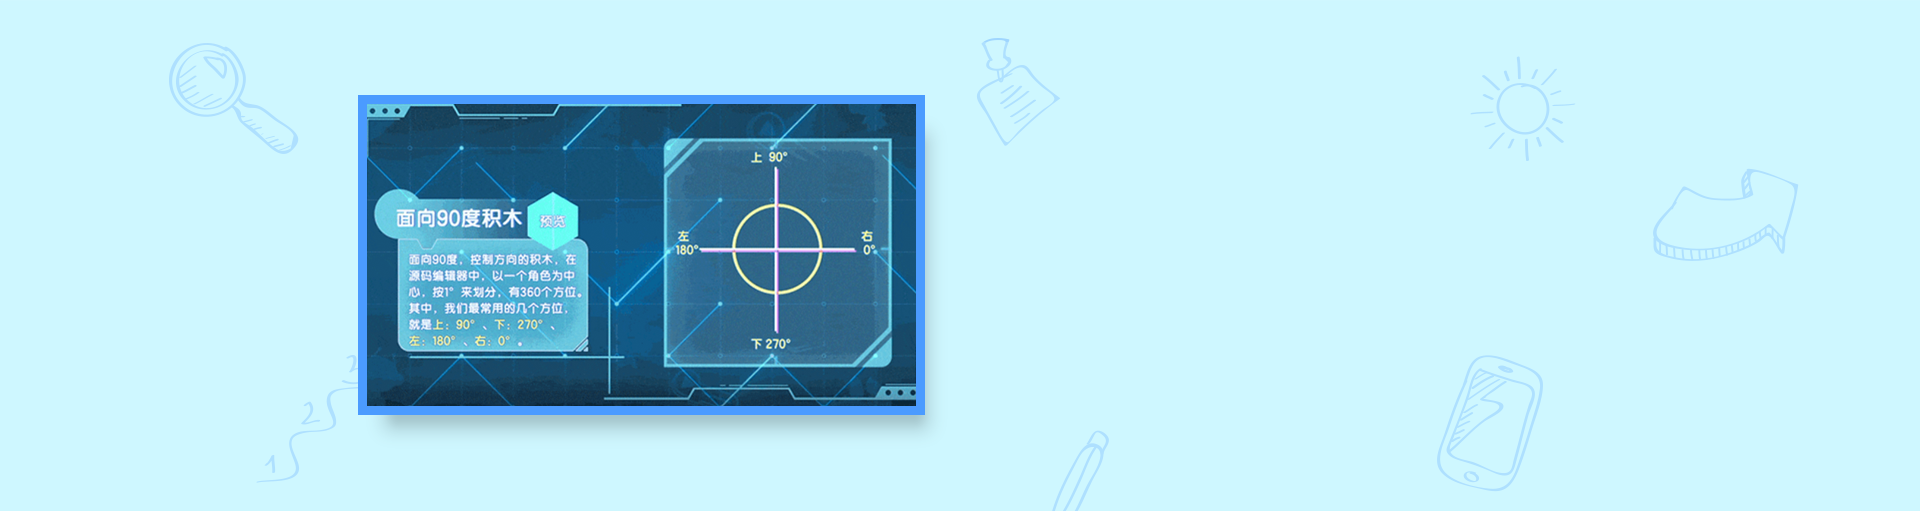 面向90度积木
预览
面向90度，控制方向的积木，在
源码编辑器中，以一个角色为中
心，按1°来划分，有360个方位。
其中，我们最常用的几个方位，
就是上：90°、下：270°、
左：180°、右：0°。
上 90°
左
180°
右
0°
下 270°
1
2